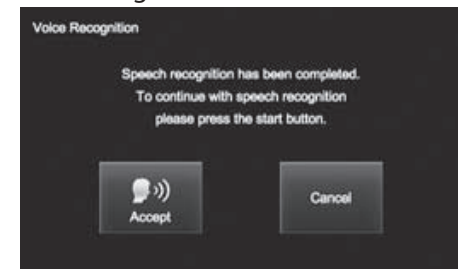 Voice Recognition
Speech recognition has been completed.
To continue with speech recognition
please press the start button.
Accept
Cancel